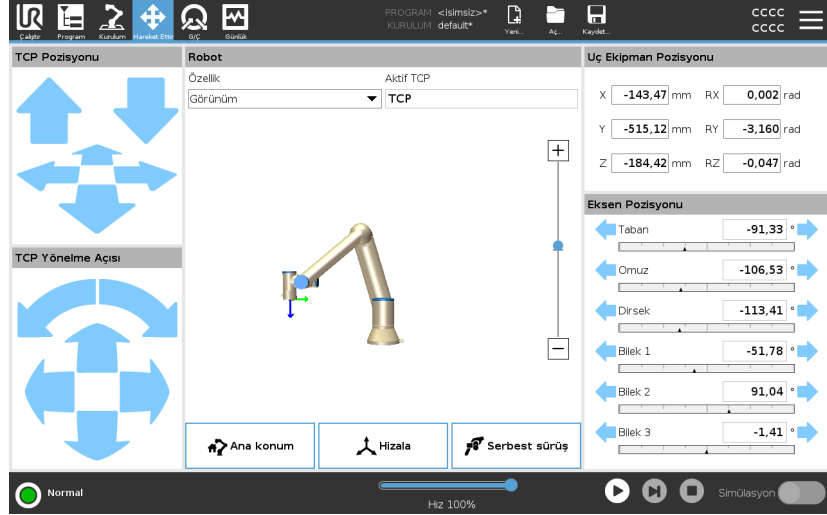 UR
Çalıştır
Program
Kurulum
Hareket Ettir
G/Ç
Günlük
PROGRAM <isimsiz>*
KURULUM default*
Yeni...
Aç...
Kaydet...
CCCC
CCCC
TCP Pozisyonu
Robot
Özellik
Aktif TCP
Görünüm
TCP
Uç Ekipman Pozisyonu
X -143,47 mm RX 0,002 rad
Y -515,12 mm RY -3,160 rad
Z -184,42 mm RZ -0,047 rad
Eksen Pozisyonu
Taban -91,33 °
Omuz -106,53 °
Dirsek -113,41 °
Bilek 1 -51,78 °
Bilek 2 91,04 °
Bilek 3 -1,41 °
TCP Yönelme Açısı
Ana konum
Hizala
Serbest sürüş
Normal
Hız 100%
Simülasyon